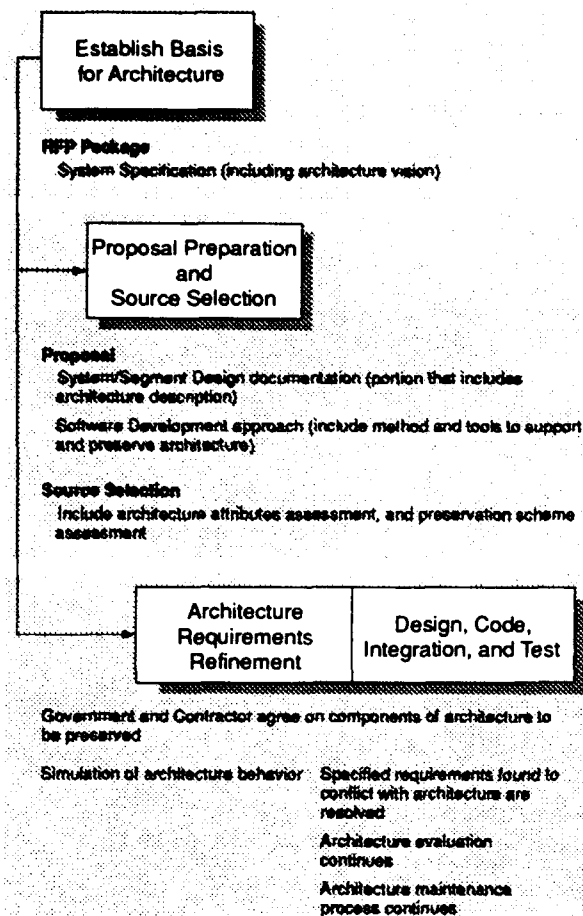 Establish Basis
for Architecture
RFP Package
System Specification (including architecture vision)
Proposal Preparation
and
Source Selection
Proposal
System/Segment Design documentation (portion that includes
architecture description)
Software Development approach (include method and tools to support
and preserve architecture)
Source Selection
Include architecture attributes assessment, and preservation scheme
assessment
Architecture
Requirements
Refinement
Design, Code,
Integration, and Test
Government and Contractor agree on components of architecture to
be preserved
Simulation of architecture behavior
Specified requirements found to
conflict with architecture are
resolved
Architecture evaluation
continues
Architecture maintenance
process continues